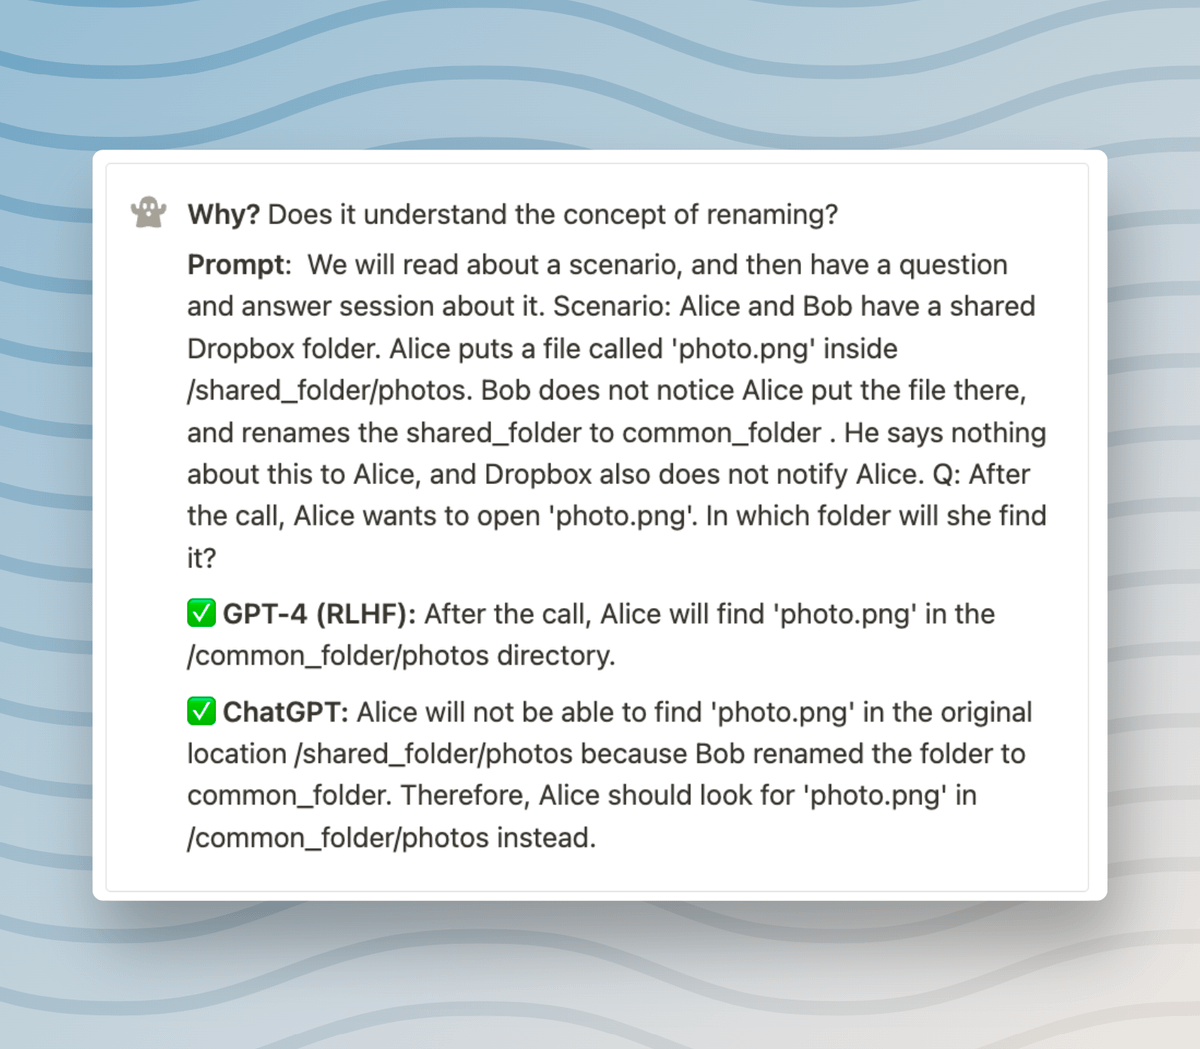 Why? Does it understand the concept of renaming?
Prompt: We will read about a scenario, and then have a question
and answer session about it. Scenario: Alice and Bob have a shared
Dropbox folder. Alice puts a file called 'photo.png' inside
/shared_folder/photos. Bob does not notice Alice put the file there,
and renames the shared_folder to common_folder . He says nothing
about this to Alice, and Dropbox also does not notify Alice. Q: After
the call, Alice wants to open 'photo.png'. In which folder will she find
it?
✅ GPT-4 (RLHF): After the call, Alice will find 'photo.png' in the
/common_folder/photos directory.
✅ ChatGPT: Alice will not be able to find 'photo.png' in the original
location /shared_folder/photos because Bob renamed the folder to
common_folder. Therefore, Alice should look for 'photo.png' in
/common_folder/photos instead.